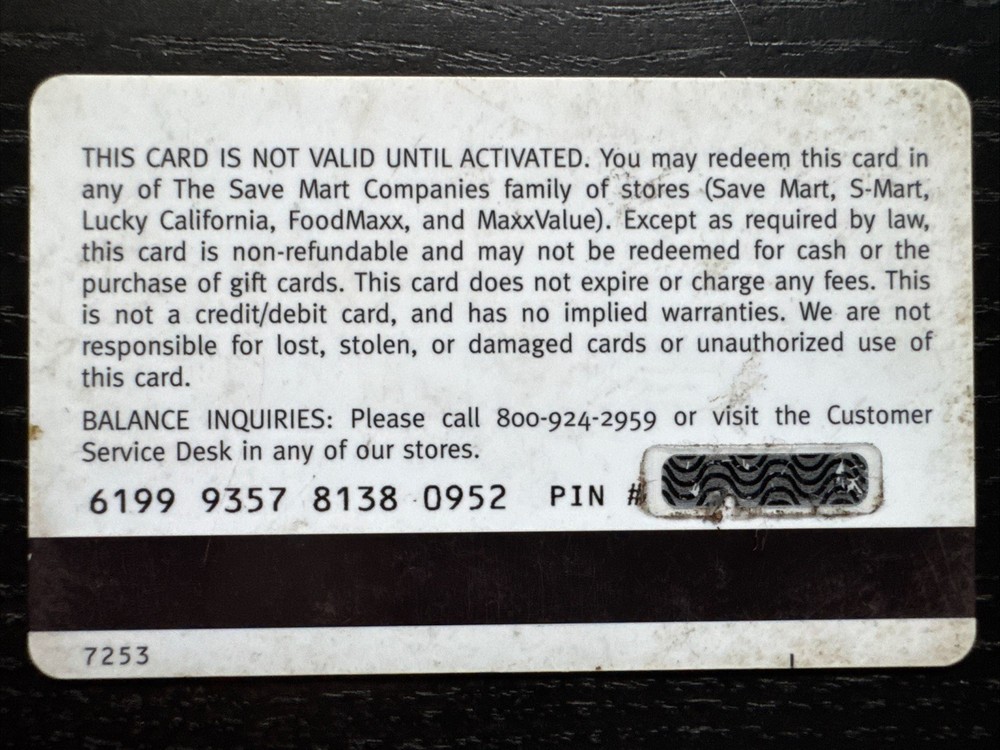 THIS CARD IS NOT VALID UNTIL ACTIVATED. You may redeem this card in
any of The Save Mart Companies family of stores (Save Mart, S-Mart,
Lucky California, FoodMaxx, and MaxxValue). Except as required by law,
this card is non-refundable and may not be redeemed for cash or the
purchase of gift cards. This card does not expire or charge any fees. This
is not a credit/debit card, and has no implied warranties. We are not
responsible for lost, stolen, or damaged cards or unauthorized use of
this card.
BALANCE INQUIRIES: Please call 800-924-2959 or visit the Customer
Service Desk in any of our stores.
6199 9357 8138 0952 PIN #
7253